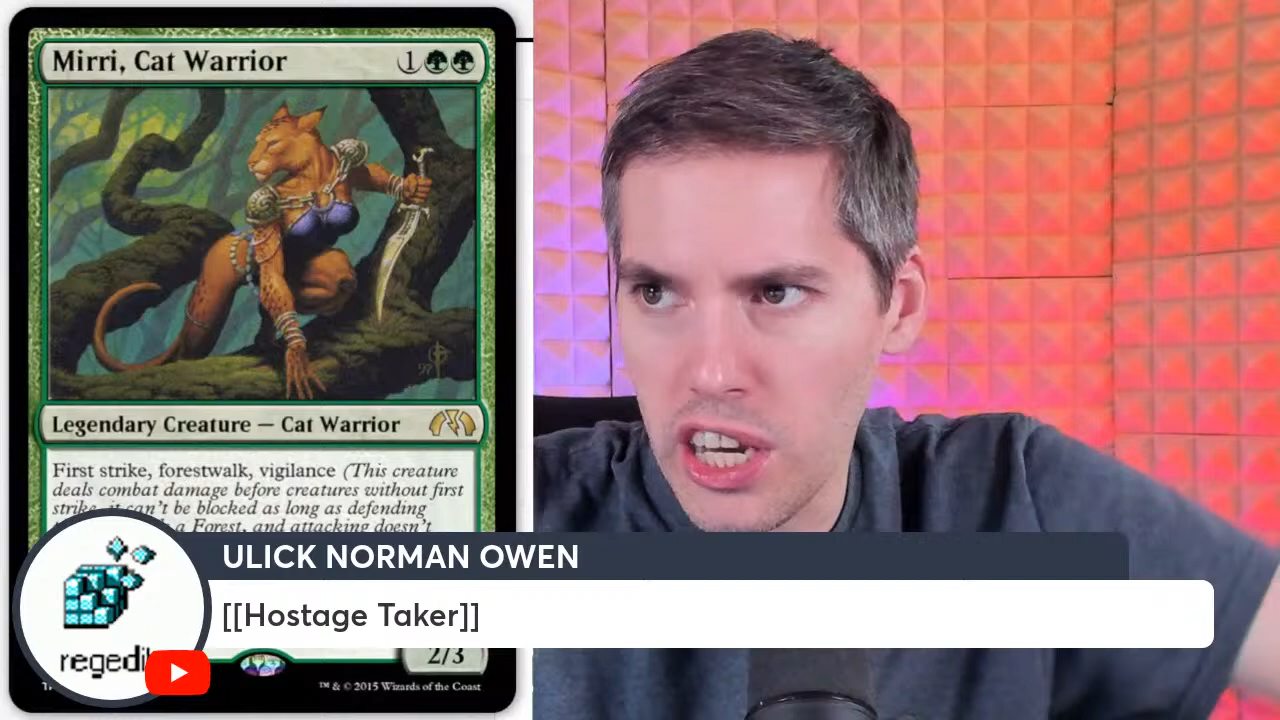 Mirri, Cat Warrior 1
Legendary Creature — Cat Warrior
First strike, forestwalk, vigilance (This creature
deals combat damage before creatures without first
strike, it can't be blocked as long as defending
a Forest, and attacking doesn't
ULICK NORMAN OWEN
[[Hostage Taker]]
regedi
2/3
™ & © 2015 Wizards of the Coast